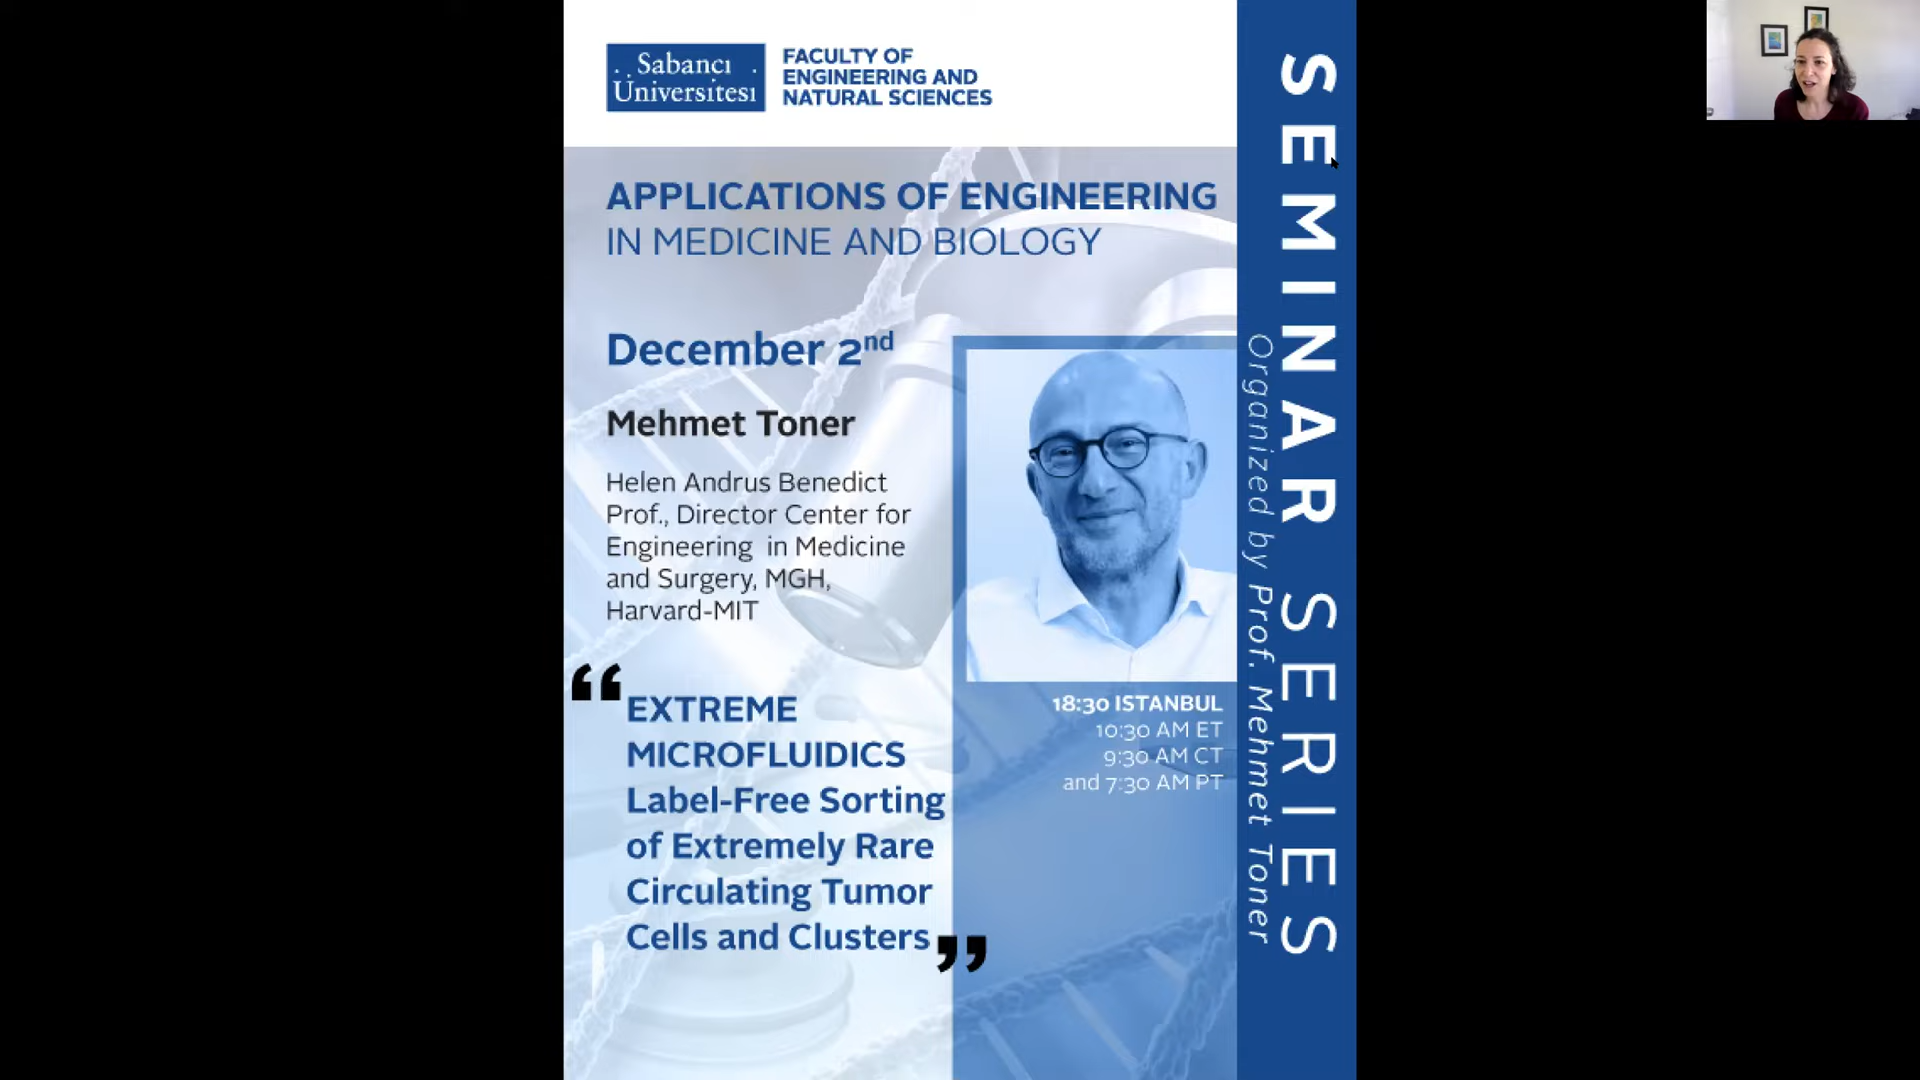 Sabancı
Üniversitesi
FACULTY OF
ENGINEERING AND
NATURAL SCIENCES
APPLICATIONS OF ENGINEERING
IN MEDICINE AND BIOLOGY
December 2nd
Mehmet Toner
Helen Andrus Benedict
Prof., Director Center for
Engineering in Medicine
and Surgery, MGH,
Harvard-MIT
“EXTREME
MICROFLUIDICS
Label-Free Sorting
of Extremely Rare
Circulating Tumor
Cells and Clusters”
18:30 ISTANBUL
10:30 AM ET
9:30 AM CT
and 7:30 AM PT
SEMINAR SERIES
Organized by Prof. Mehmet Toner